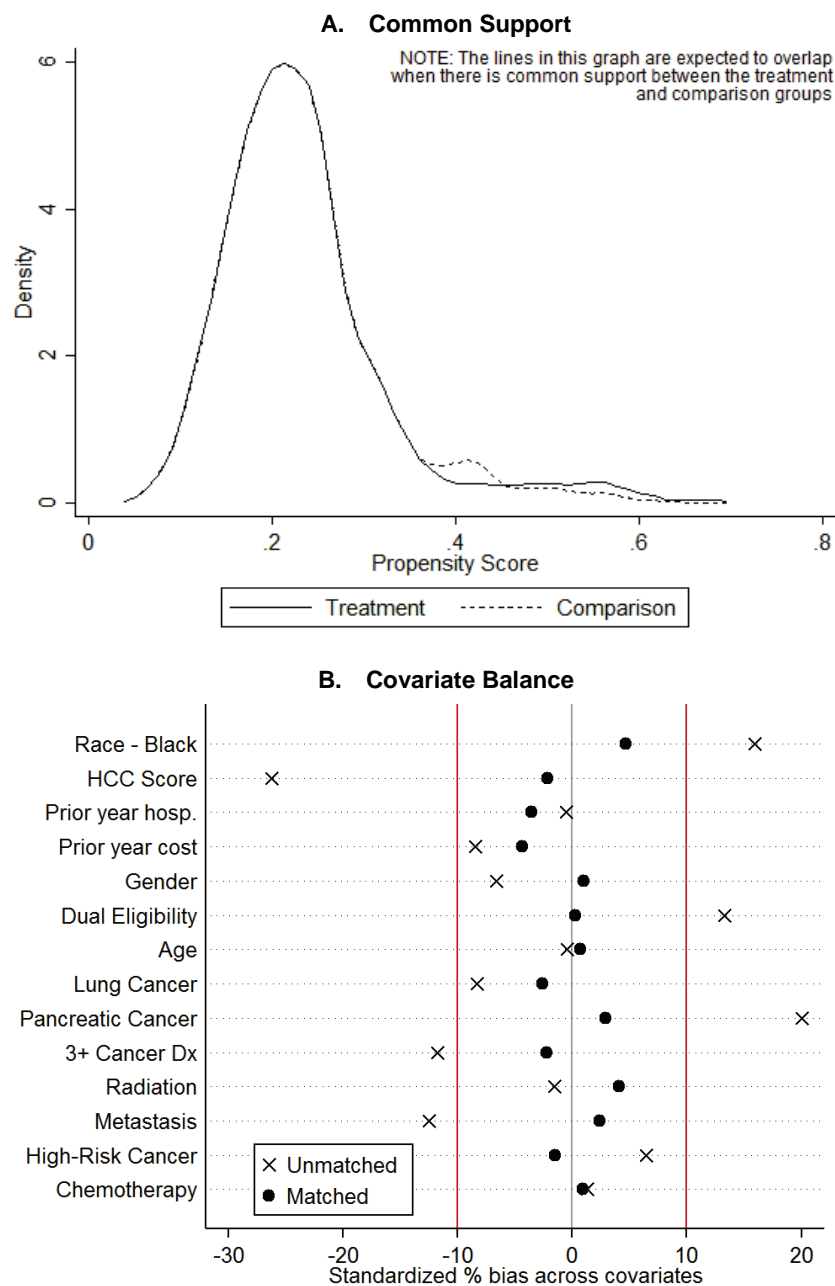 A. Common Support
NOTE: The lines in this graph are expected to overlap
when there is common support between the treatment
and comparison groups
6
4
2
0
Density
0 .2 .4 .6 .8
Propensity Score
Treatment Comparison
B. Covariate Balance
Race - Black
HCC Score
Prior year hosp.
Prior year cost
Gender
Dual Eligibility
Age
Lung Cancer
Pancreatic Cancer
3+ Cancer Dx
Radiation
Metastasis
High-Risk Cancer
Chemotherapy
Unmatched
Matched
-30 -20 -10 0 10 20
Standardized % bias across covariates